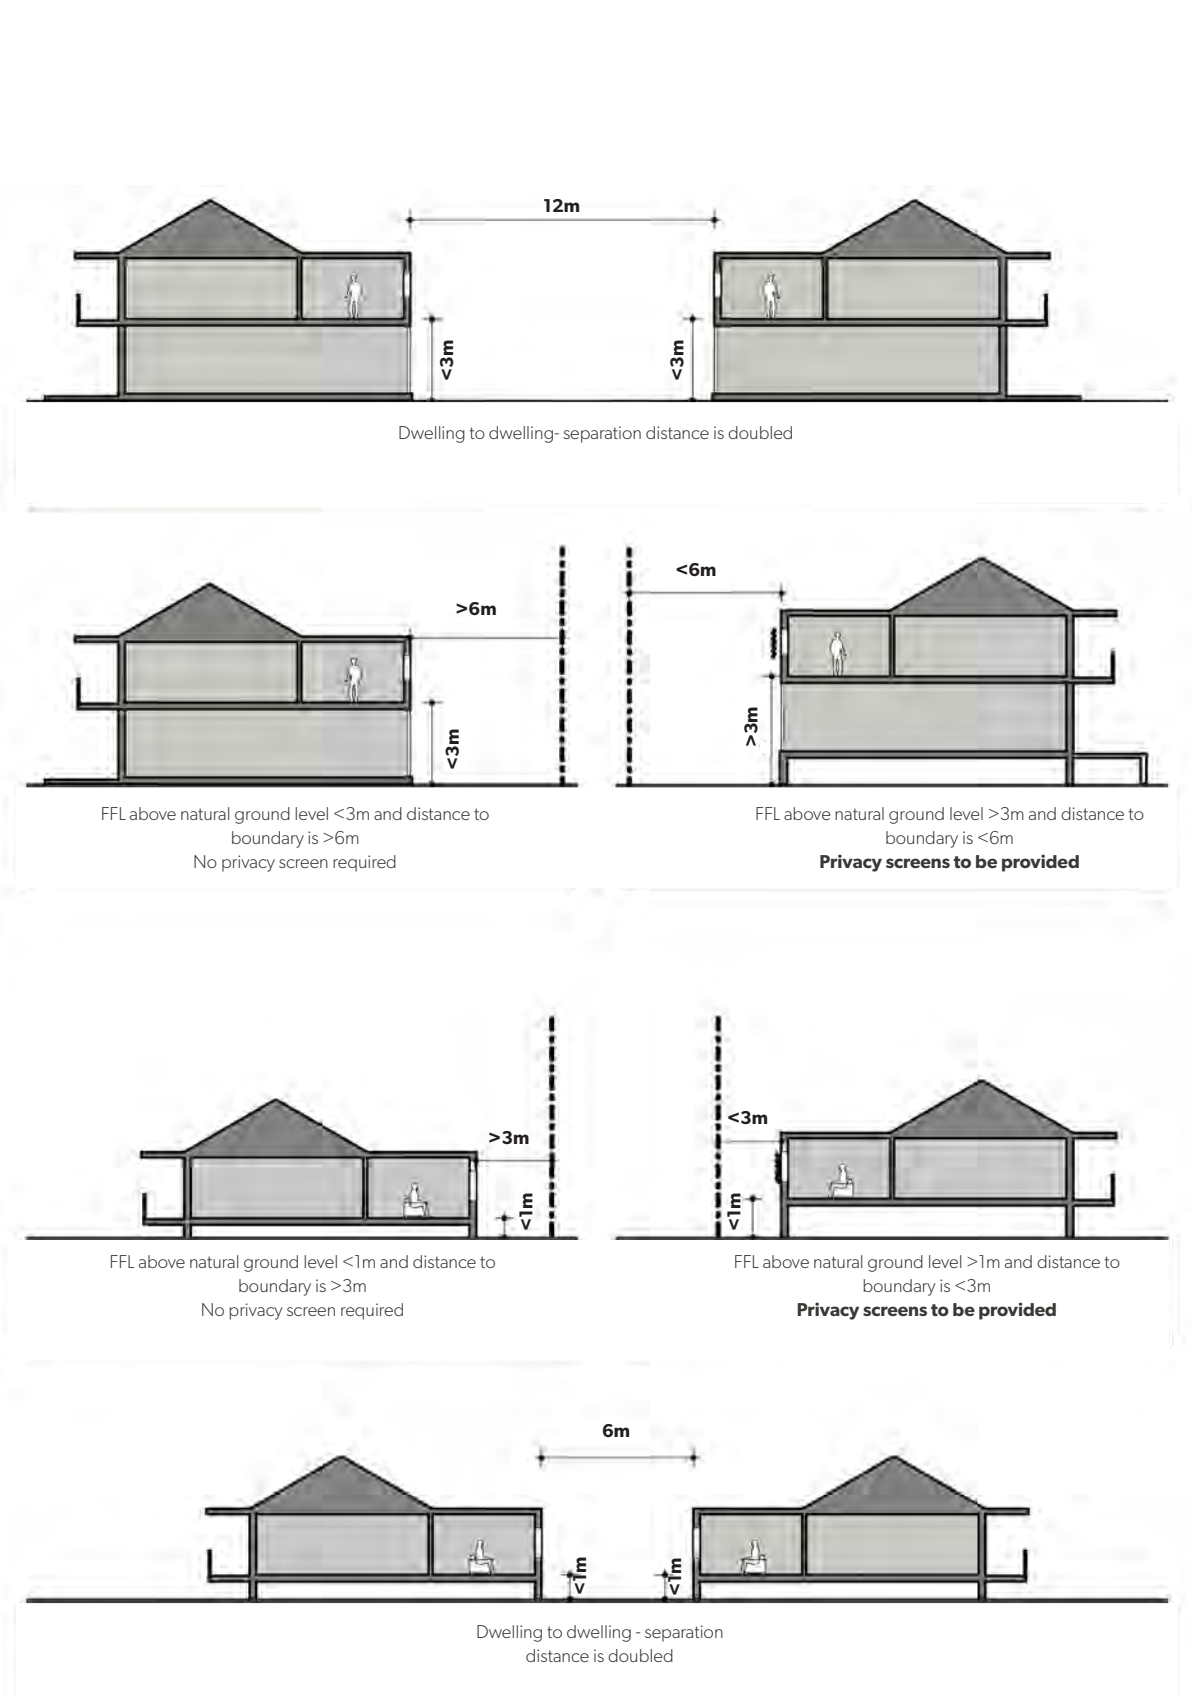 12m
<3m
<3m
Dwelling to dwelling- separation distance is doubled
>6m
<6m
<3m
>3m
FFL above natural ground level <3m and distance to
boundary is >6m
No privacy screen required
FFL above natural ground level >3m and distance to
boundary is <6m
Privacy screens to be provided
>3m
<3m
<1m
<1m
FFL above natural ground level <1m and distance to
boundary is >3m
No privacy screen required
FFL above natural ground level >1m and distance to
boundary is <3m
Privacy screens to be provided
6m
<1m
<1m
Dwelling to dwelling - separation
distance is doubled